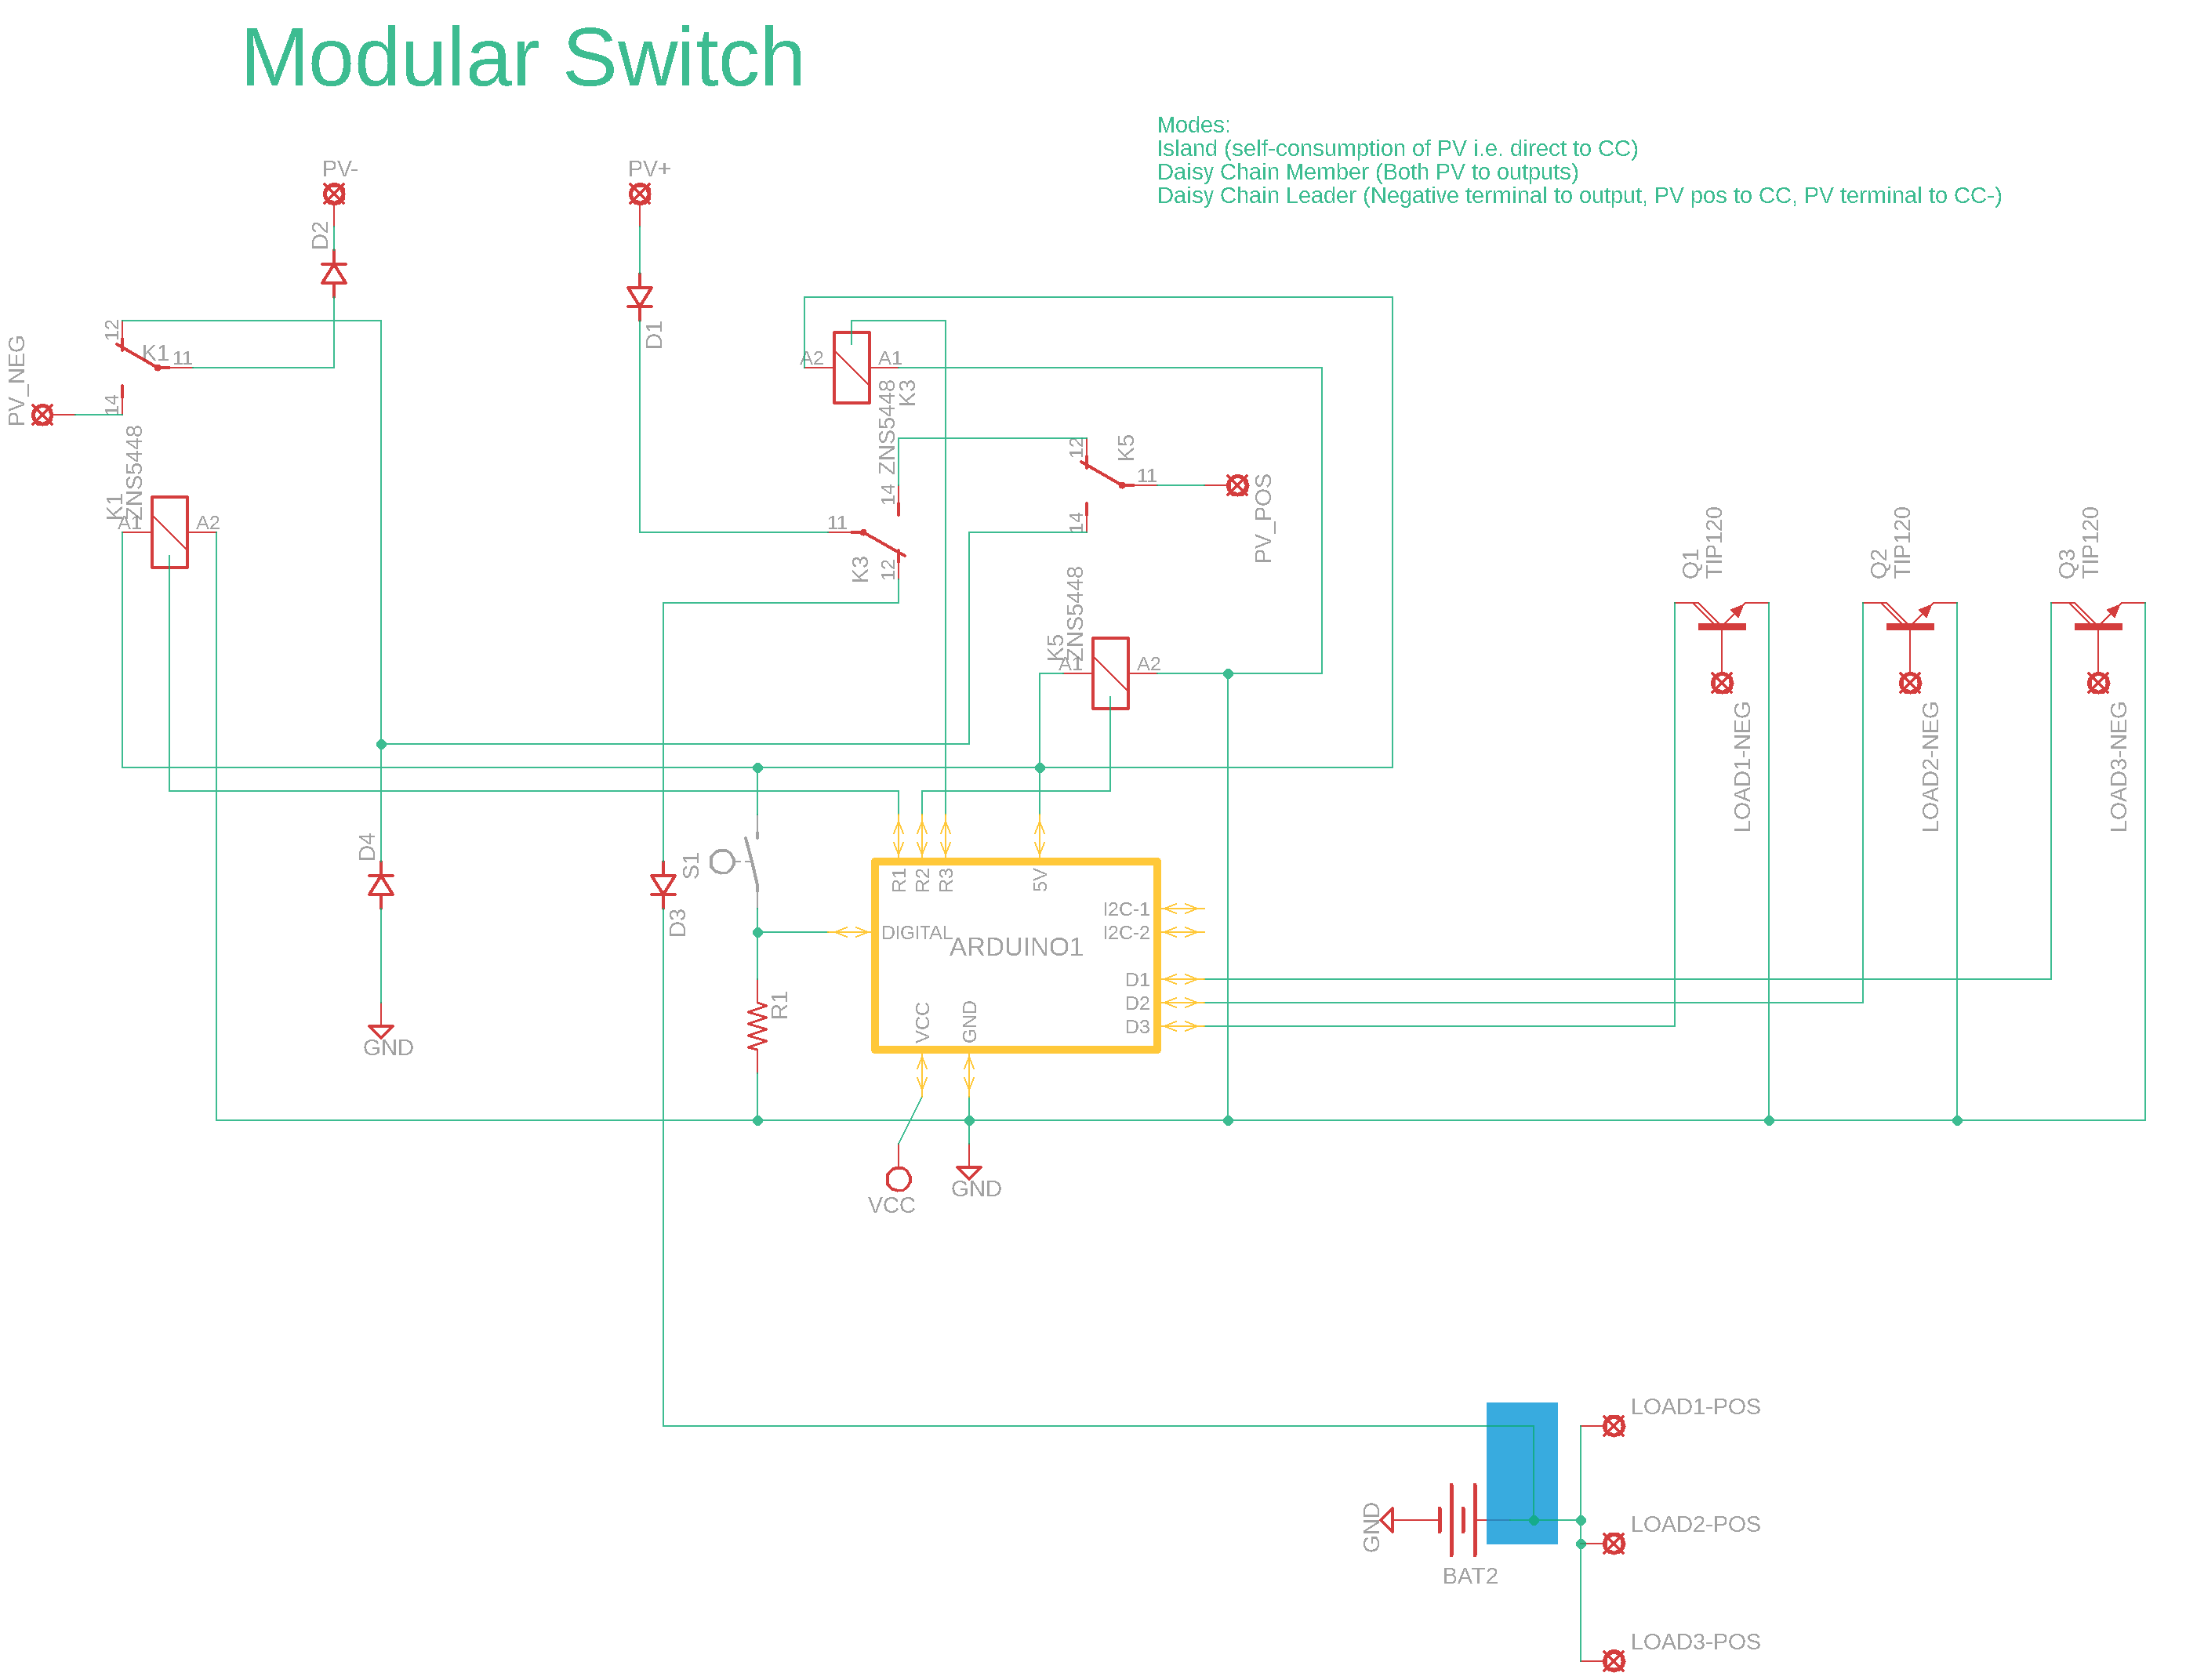 Modular Switch
Modes:
Island (self-consumption of PV i.e. direct to CC)
Daisy Chain Member (Both PV to outputs)
Daisy Chain Leader (Negative terminal to output, PV pos to CC, PV terminal to CC-)
PV-
PV+
D2
D1
12
K1
11
14
PV_NEG
A2
A1
K3
ZNS5448
12
K5
11
14
PV_POS
14
11
K3
12
ZNS5448
K1
A1
A2
ZNS5448
K5
A1
A2
Q1
TIP120
Q2
TIP120
Q3
TIP120
LOAD1-NEG
LOAD2-NEG
LOAD3-NEG
D4
S1
D3
R1
R2
R3
5V
I2C-1
DIGITAL
ARDUINO1
I2C-2
D1
D2
D3
VCC
GND
R1
GND
VCC
GND
LOAD1-POS
LOAD2-POS
LOAD3-POS
GND
BAT2